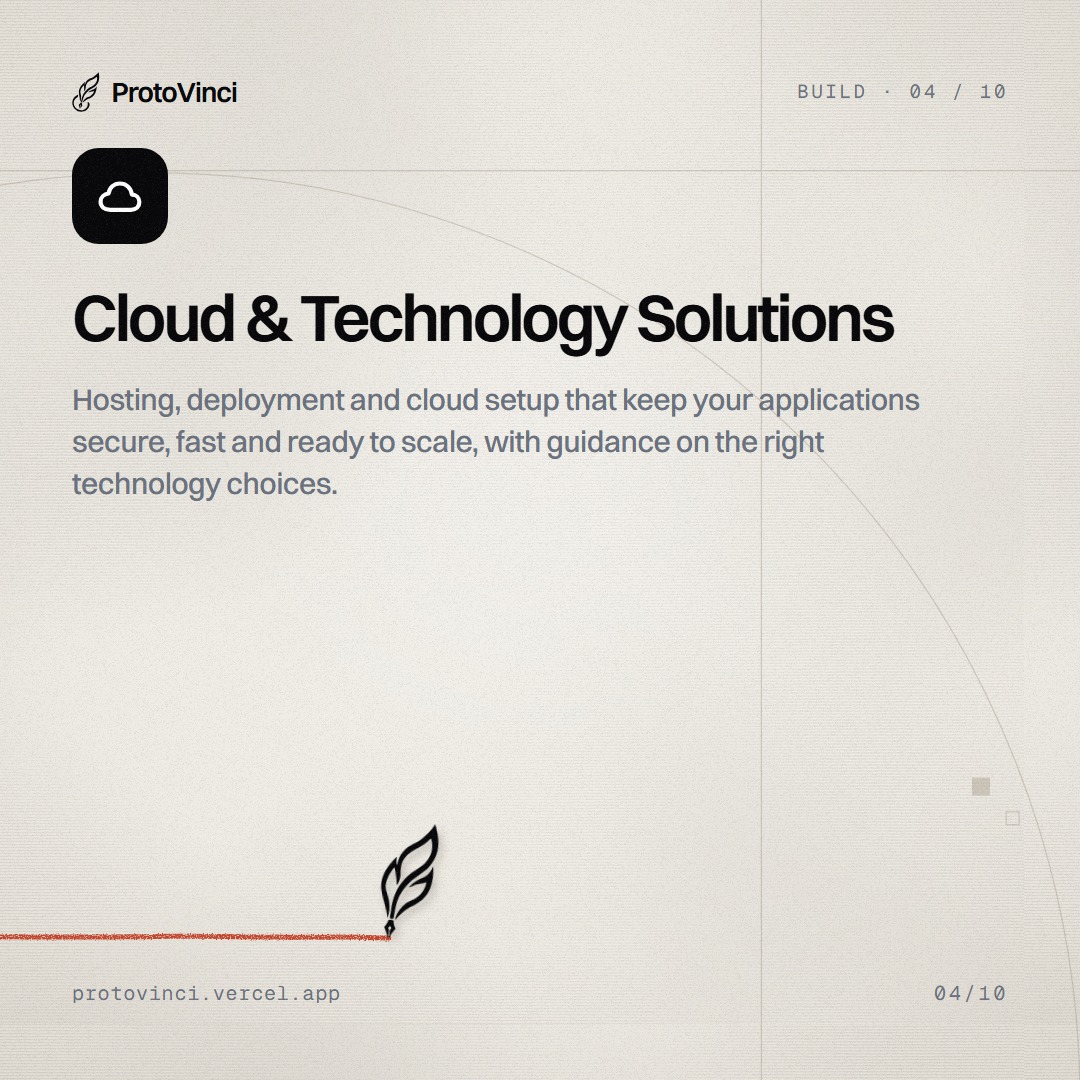 ProtoVinci
BUILD · 04 / 10
Cloud & Technology Solutions
Hosting, deployment and cloud setup that keep your applications
secure, fast and ready to scale, with guidance on the right
technology choices.
protovinci.vercel.app
04/10